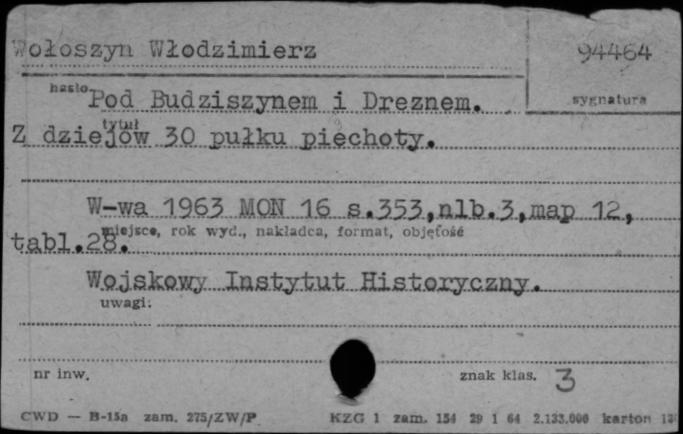 Wołoszyn Włodzimierz 94464
hasło sygnatura
Pod Budziszynem i Dreznem.
tytuł
Z dziejów 30 pułku piechoty.
W-wa 1963 MON 16 s.353,nlb.3,map 12,
miejsce, rok wyd., nakładca, format, objętość
tabl.28.
Wojskowy Instytut Historyczny.
uwagi:
nr inw. znak klas. 3
CWD — B-15a zam. 275/ZW/P KZG 1 zam. 154 29 1 64 2.133.000 karton